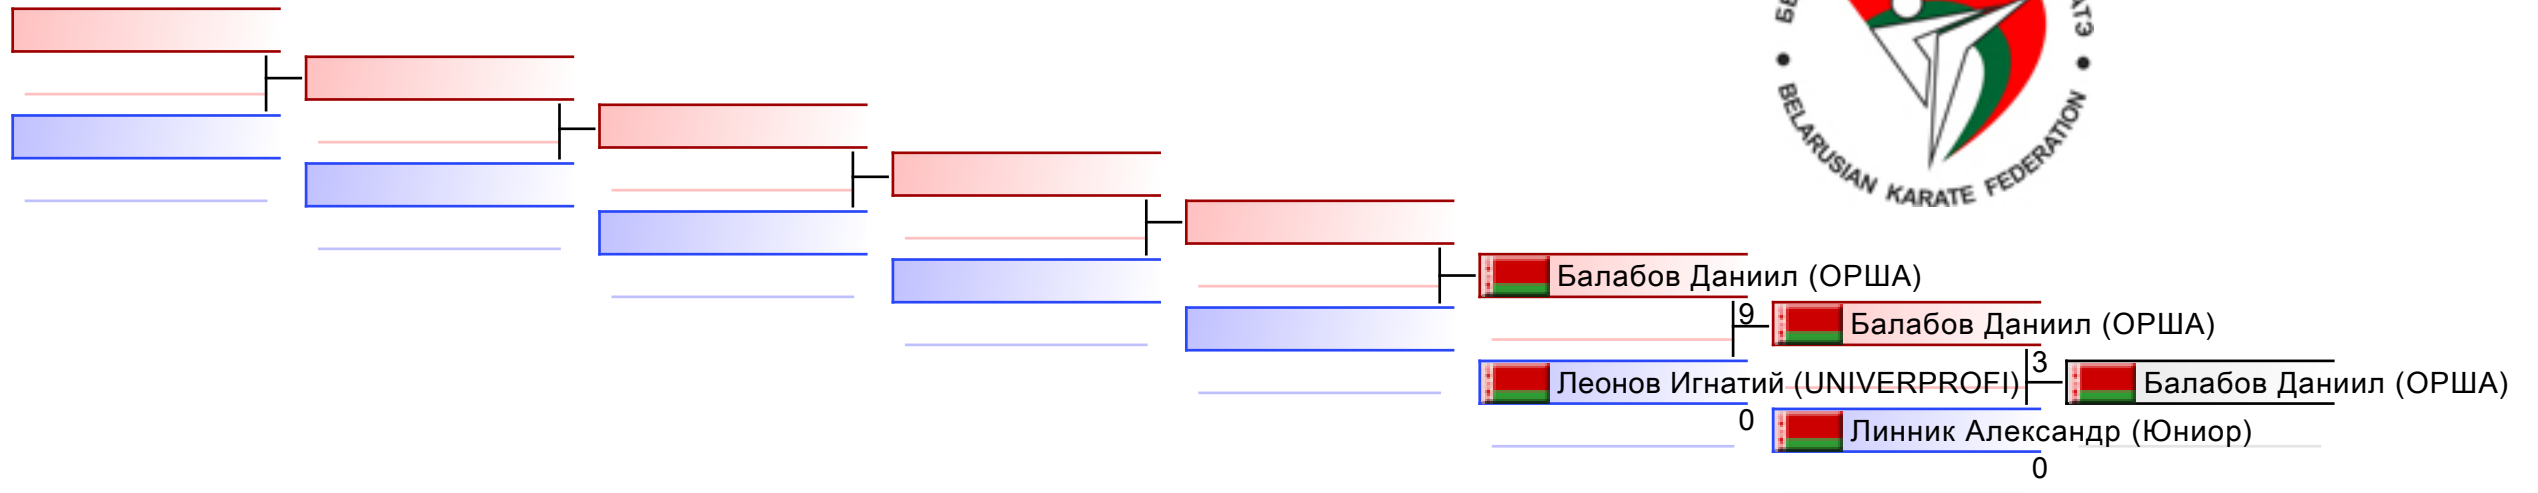 BELARUSIAN KARATE FEDERATION
Балабов Даниил (ОРША)
9
Балабов Даниил (ОРША)
3
Леонов Игнатий (UNIVERPROFI)
Балабов Даниил (ОРША)
0
Линник Александр (Юниор)
0